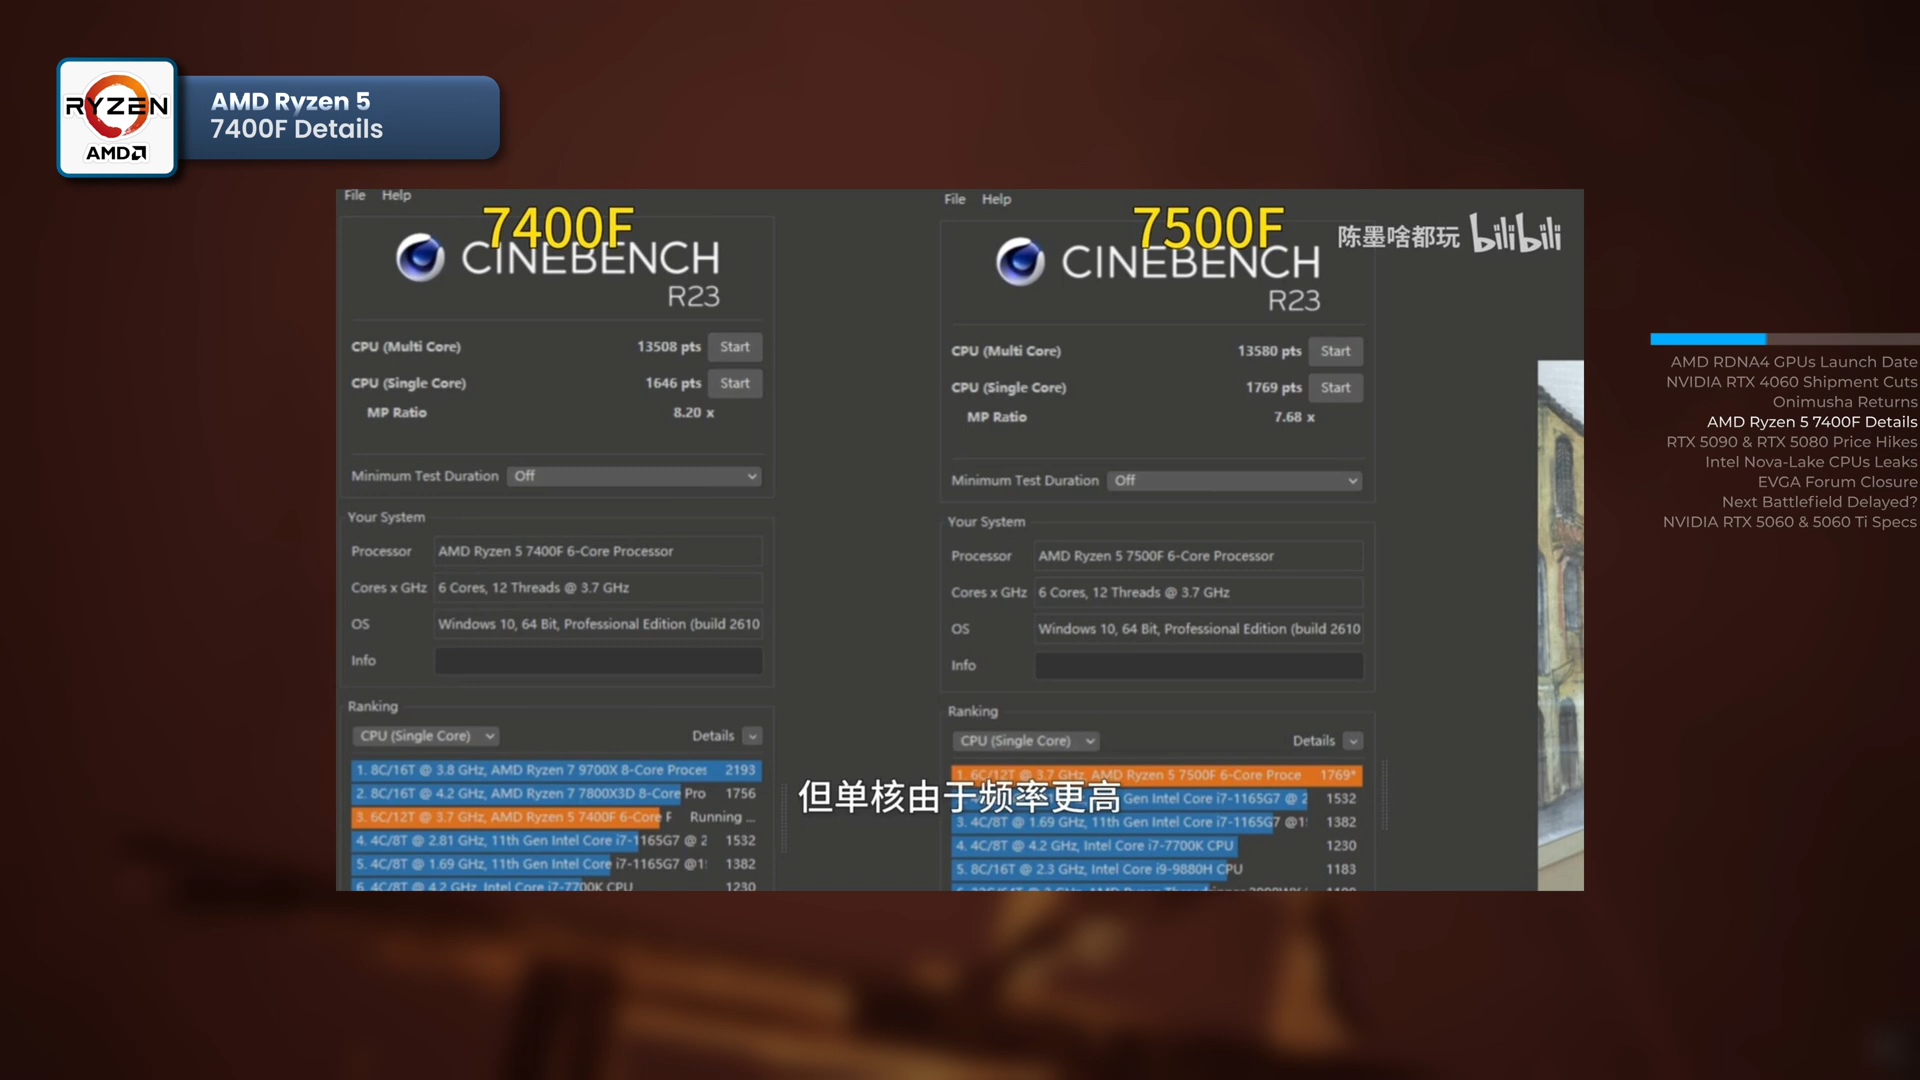 RYZEN
AMD
AMD Ryzen 5
7400F Details
File Help
7400F
CINEBENCH
R23
CPU (Multi Core) 13508 pts Start
CPU (Single Core) 1646 pts Start
MP Ratio 8.20 x
Minimum Test Duration Off
Your System
Processor AMD Ryzen 5 7400F 6-Core Processor
Cores x GHz 6 Cores, 12 Threads @ 3.7 GHz
OS Windows 10, 64 Bit, Professional Edition (build 2610
Info
Ranking
CPU (Single Core) Details
1. 8C/16T @ 3.8 GHz, AMD Ryzen 7 9700X 8-Core Proces 2193
2. 8C/16T @ 4.2 GHz, AMD Ryzen 7 7800X3D 8-Core Pro 1756
3. 6C/12T @ 3.7 GHz, AMD Ryzen 5 7400F 6-Core Running ...
4. 4C/8T @ 2.81 GHz, 11th Gen Intel Core i7-1165G7 @ 2 1532
5. 4C/8T @ 1.69 GHz, 11th Gen Intel Core i7-1165G7 @1 1382
6. 4C/8T @ 4.2 GHz, Intel Core i7-7700K CPU 1230
File Help
7500F
陈墨啥都玩 bilibili
CINEBENCH
R23
CPU (Multi Core) 13580 pts Start
CPU (Single Core) 1769 pts Start
MP Ratio 7.68 x
Minimum Test Duration Off
Your System
Processor AMD Ryzen 5 7500F 6-Core Processor
Cores x GHz 6 Cores, 12 Threads @ 3.7 GHz
OS Windows 10, 64 Bit, Professional Edition (build 2610
Info
Ranking
CPU (Single Core) Details
1. 6C/12T @ 3.7 GHz, AMD Ryzen 5 7500F 6-Core Proce 1769*
Gen Intel Core i7-1165G7 @ 2 1532
3. 4C/8T @ 1.69 GHz, 11th Gen Intel Core i7-1165G7 @1 1382
4. 4C/8T @ 4.2 GHz, Intel Core i7-7700K CPU 1230
5. 8C/16T @ 2.3 GHz, Intel Core i9-9880H CPU 1183
但单核由于频率更高
AMD RDNA4 GPUs Launch Date
NVIDIA RTX 4060 Shipment Cuts
Onimusha Returns
AMD Ryzen 5 7400F Details
RTX 5090 & RTX 5080 Price Hikes
Intel Nova-Lake CPUs Leaks
EVGA Forum Closure
Next Battlefield Delayed?
NVIDIA RTX 5060 & 5060 Ti Specs